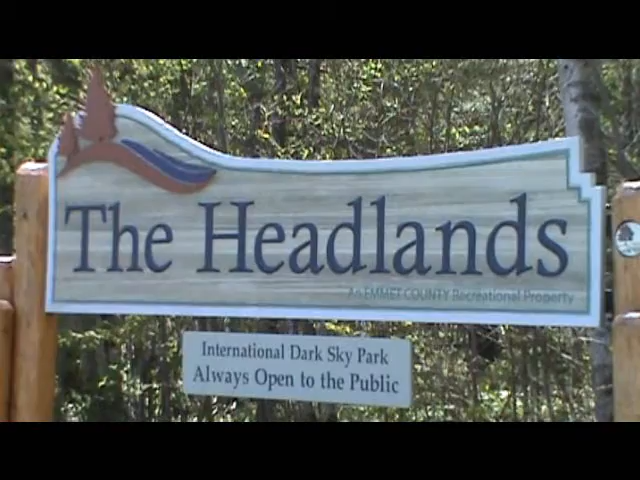 The Headlands
An EMMET COUNTY Recreational Property
International Dark Sky Park
Always Open to the Public